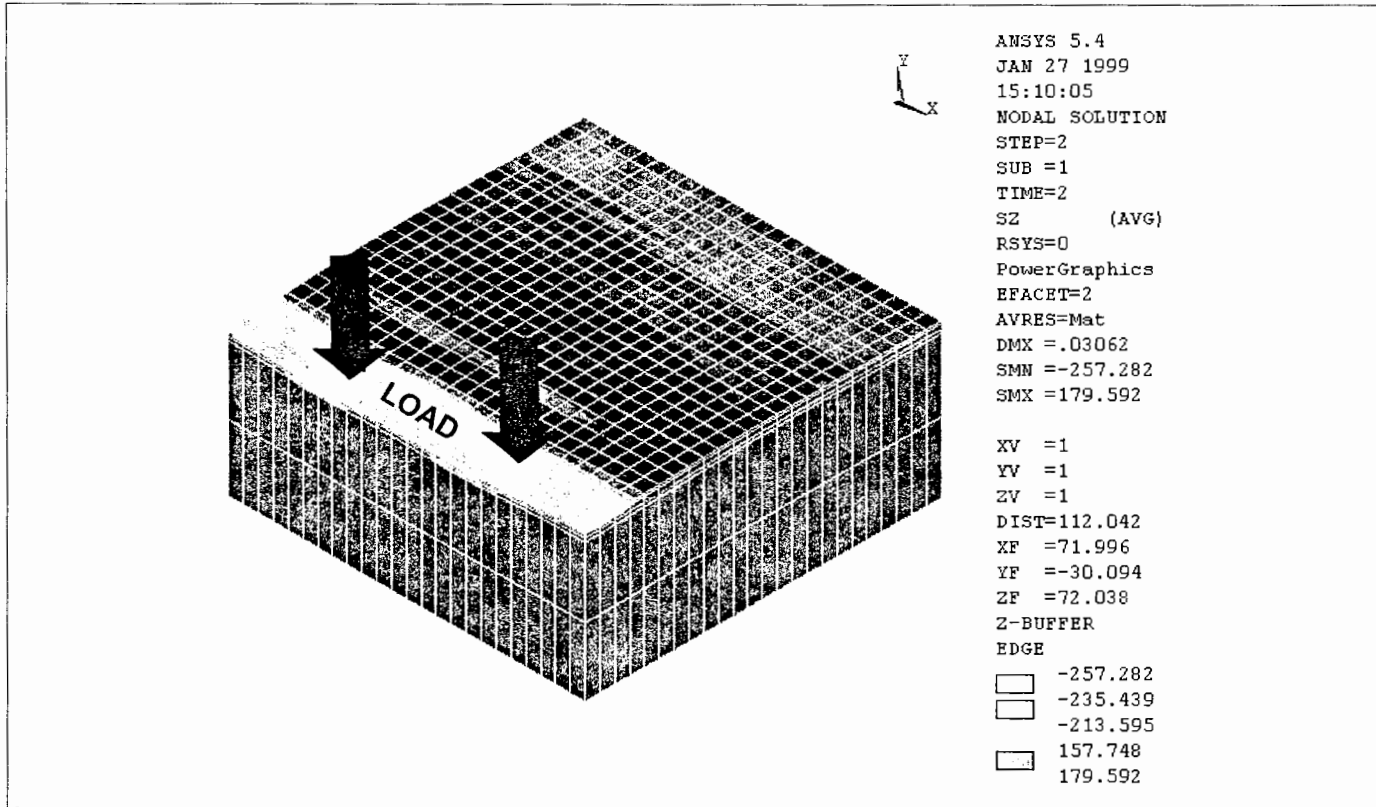 Y
X
LOAD
ANSYS 5.4
JAN 27 1999
15:10:05
NODAL SOLUTION
STEP=2
SUB =1
TIME=2
SZ (AVG)
RSYS=0
PowerGraphics
EFACET=2
AVRES=Mat
DMX =.03062
SMN =-257.282
SMX =179.592
XV =1
YV =1
ZV =1
DIST=112.042
XF =71.996
YF =-30.094
ZF =72.038
Z-BUFFER
EDGE
-257.282
-235.439
-213.595
157.748
179.592